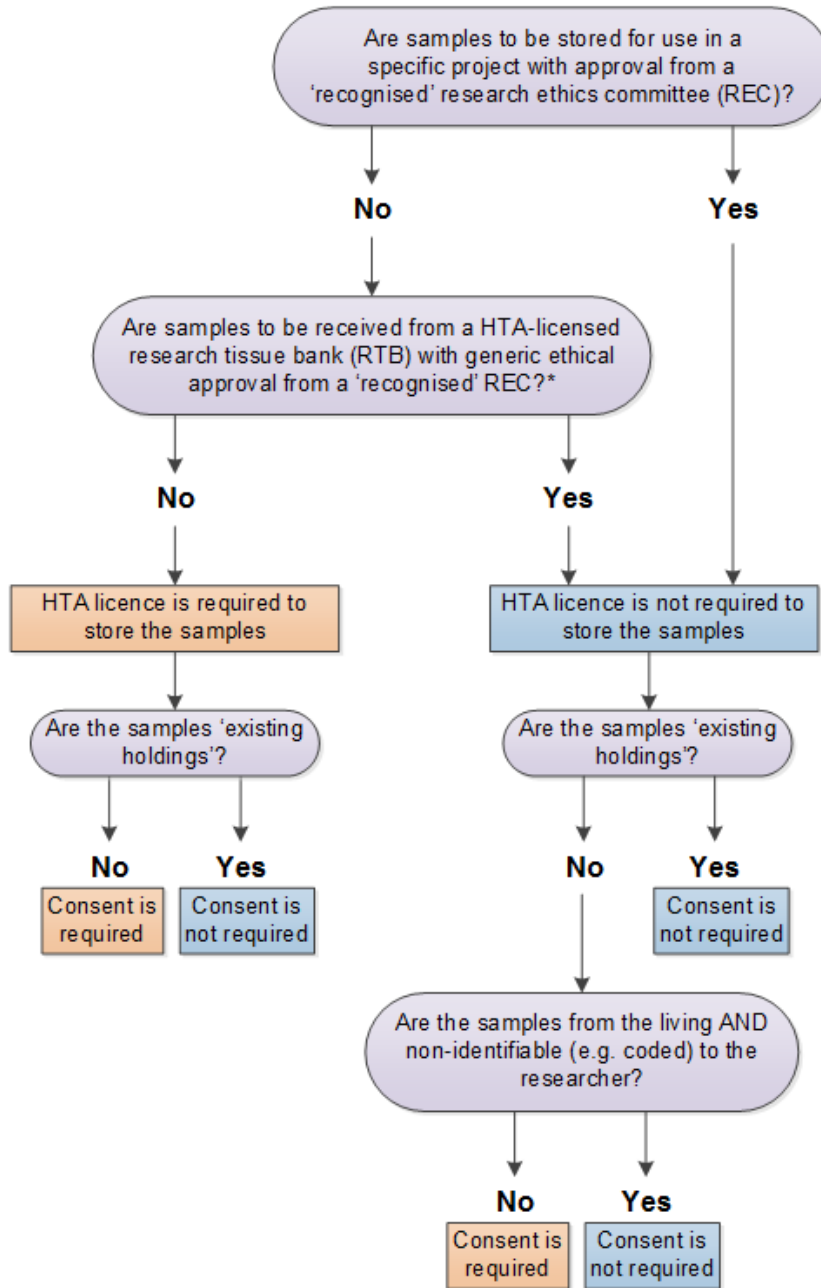 Are samples to be stored for use in a
specific project with approval from a
‘recognised’ research ethics committee (REC)?
No
Yes
Are samples to be received from a HTA-licensed
research tissue bank (RTB) with generic ethical
approval from a ‘recognised’ REC?*
No
Yes
HTA licence is required to
store the samples
HTA licence is not required to
store the samples
Are the samples ‘existing
holdings’?
Are the samples ‘existing
holdings’?
No
Yes
No
Yes
Consent is
required
Consent is
not required
Consent is
not required
Are the samples from the living AND
non-identifiable (e.g. coded) to the
researcher?
No
Yes
Consent is
required
Consent is
not required